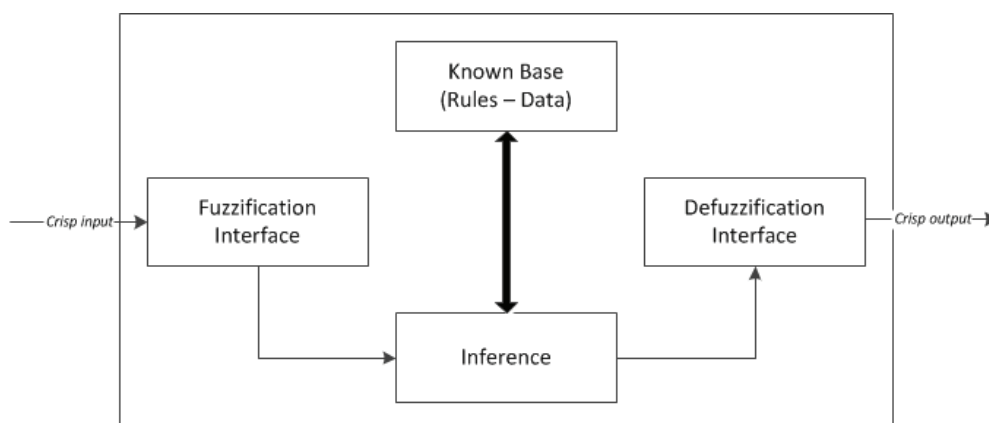 Known Base
(Rules – Data)
Crisp input
Fuzzification
Interface
Defuzzification
Interface
Crisp output
Inference